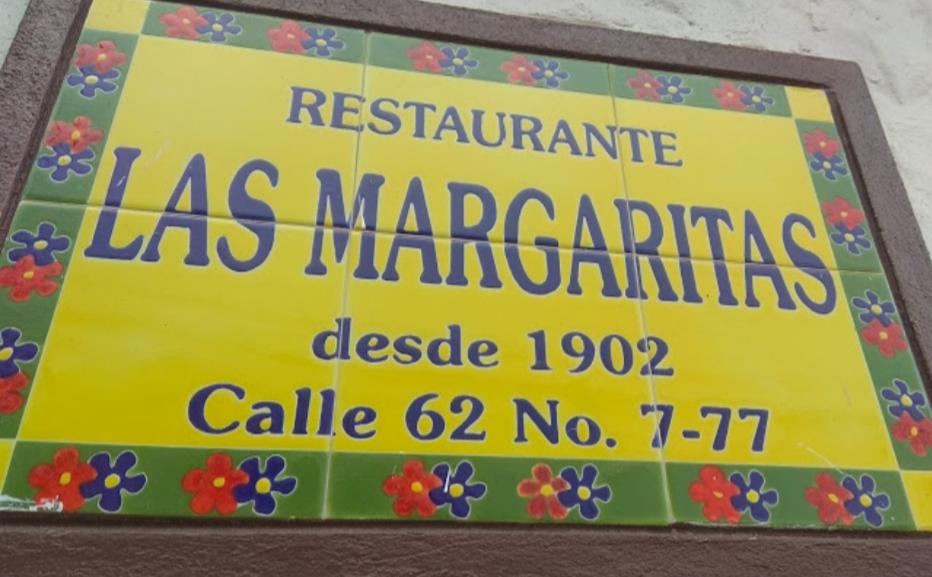 RESTAURANTE
LAS MARGARITAS
desde 1902
Calle 62 No. 7-77